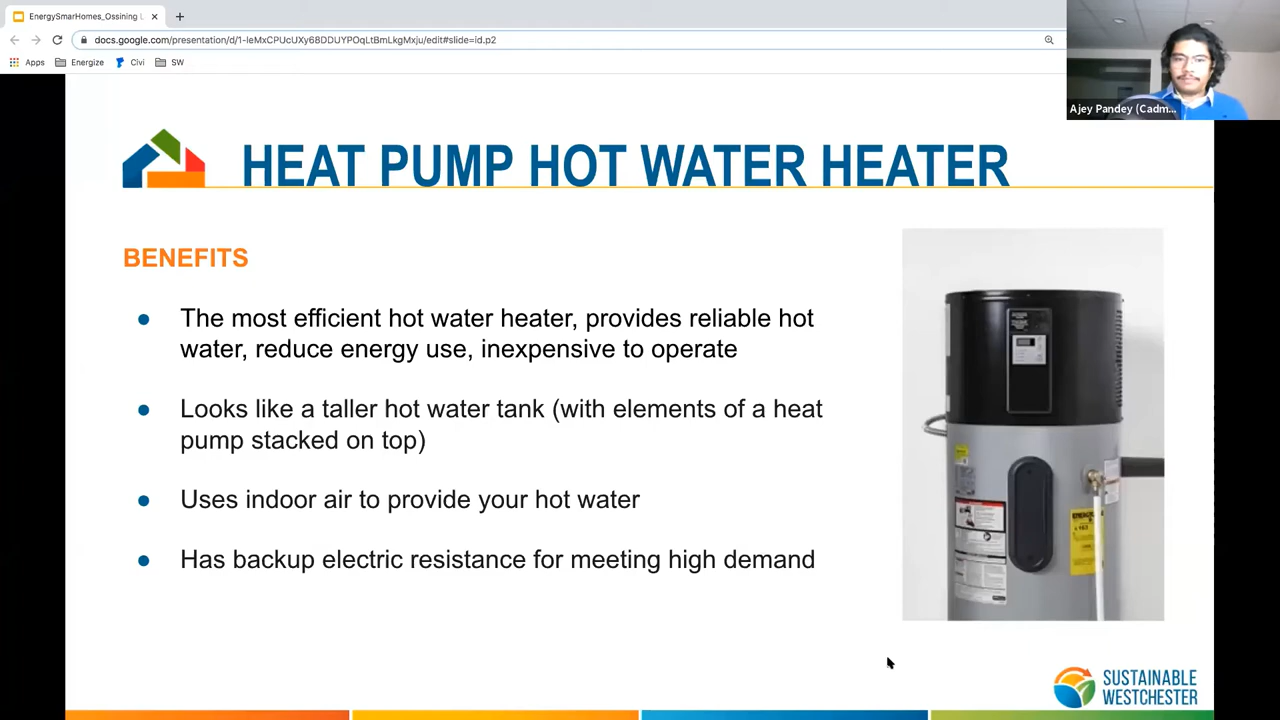 EnergySmarHomes_Ossining L
docs.google.com/presentation/d/1-leMxCPUcUXy68DDUYPOqLtBmLkgMxju/edit#slide=id.p2
Apps
Energize
Civi
SW
Ajey Pandey (Cadm...
HEAT PUMP HOT WATER HEATER
BENEFITS
The most efficient hot water heater, provides reliable hot
water, reduce energy use, inexpensive to operate
Looks like a taller hot water tank (with elements of a heat
pump stacked on top)
Uses indoor air to provide your hot water
Has backup electric resistance for meeting high demand
SUSTAINABLE
WESTCHESTER